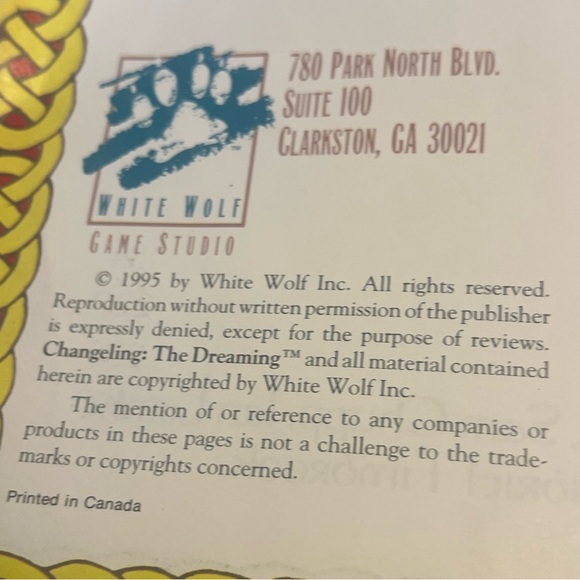 780 PARK NORTH BLVD.
SUITE 100
CLARKSTON, GA 30021
WHITE WOLF
GAME STUDIO
© 1995 by White Wolf Inc. All rights reserved.
Reproduction without written permission of the publisher
is expressly denied, except for the purpose of reviews.
Changeling: The Dreaming™ and all material contained
herein are copyrighted by White Wolf Inc.
The mention of or reference to any companies or
products in these pages is not a challenge to the trade-
marks or copyrights concerned.
Printed in Canada